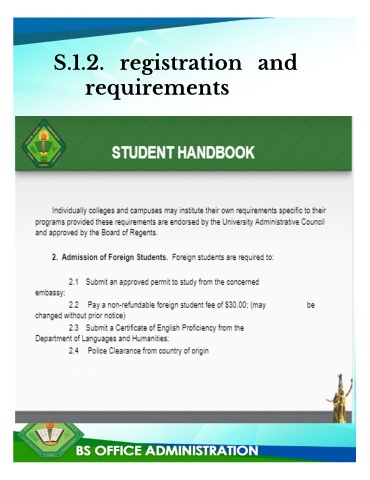 S.1.2. registration and
requirements
STUDENT HANDBOOK
Individually colleges and campuses may institute their own requirements specific to their
programs provided these requirements are endorsed by the University Administrative Council
and approved by the Board of Regents.
2. Admission of Foreign Students. Foreign students are required to:
2.1 Submit an approved permit to study from the concerned
embassy;
2.2 Pay a non-refundable foreign student fee of $30.00; (may be
changed without prior notice)
2.3 Submit a Certificate of English Proficiency from the
Department of Languages and Humanities;
2.4 Police Clearance from country of origin
BS OFFICE ADMINISTRATION